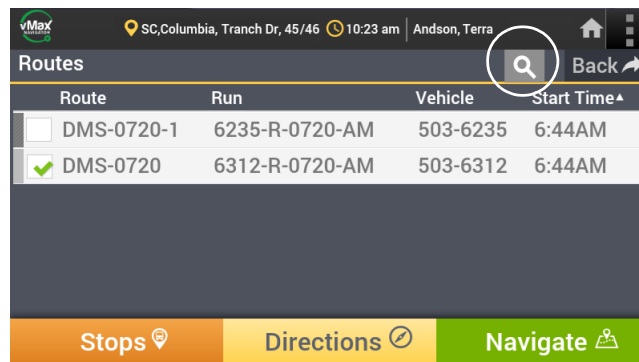 vMax
NAVIGATOR
SC,Columbia, Tranch Dr, 45/46 10:23 am Andson, Terra
Routes Back
Route Run Vehicle Start Time
DMS-0720-1 6235-R-0720-AM 503-6235 6:44AM
DMS-0720 6312-R-0720-AM 503-6312 6:44AM
Stops Directions Navigate